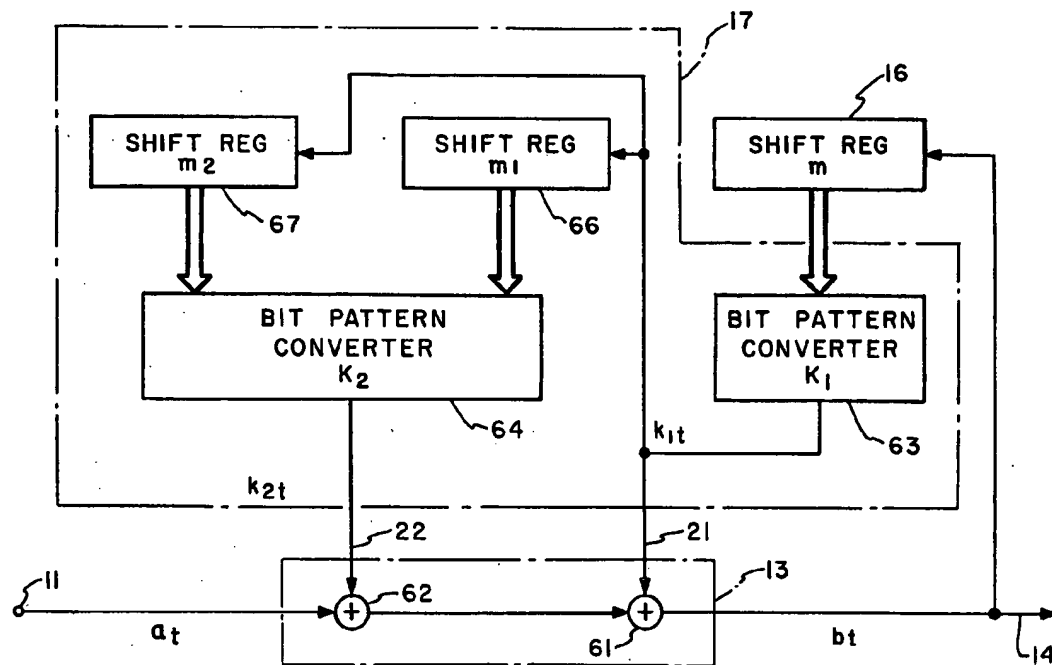 17
16
SHIFT REG
m2
SHIFT REG
m1
SHIFT REG
m
67
66
BIT PATTERN
CONVERTER
K2
BIT PATTERN
CONVERTER
K1
64
63
k1t
k2t
22
21
13
11
62
+
+
at
61
bt
14